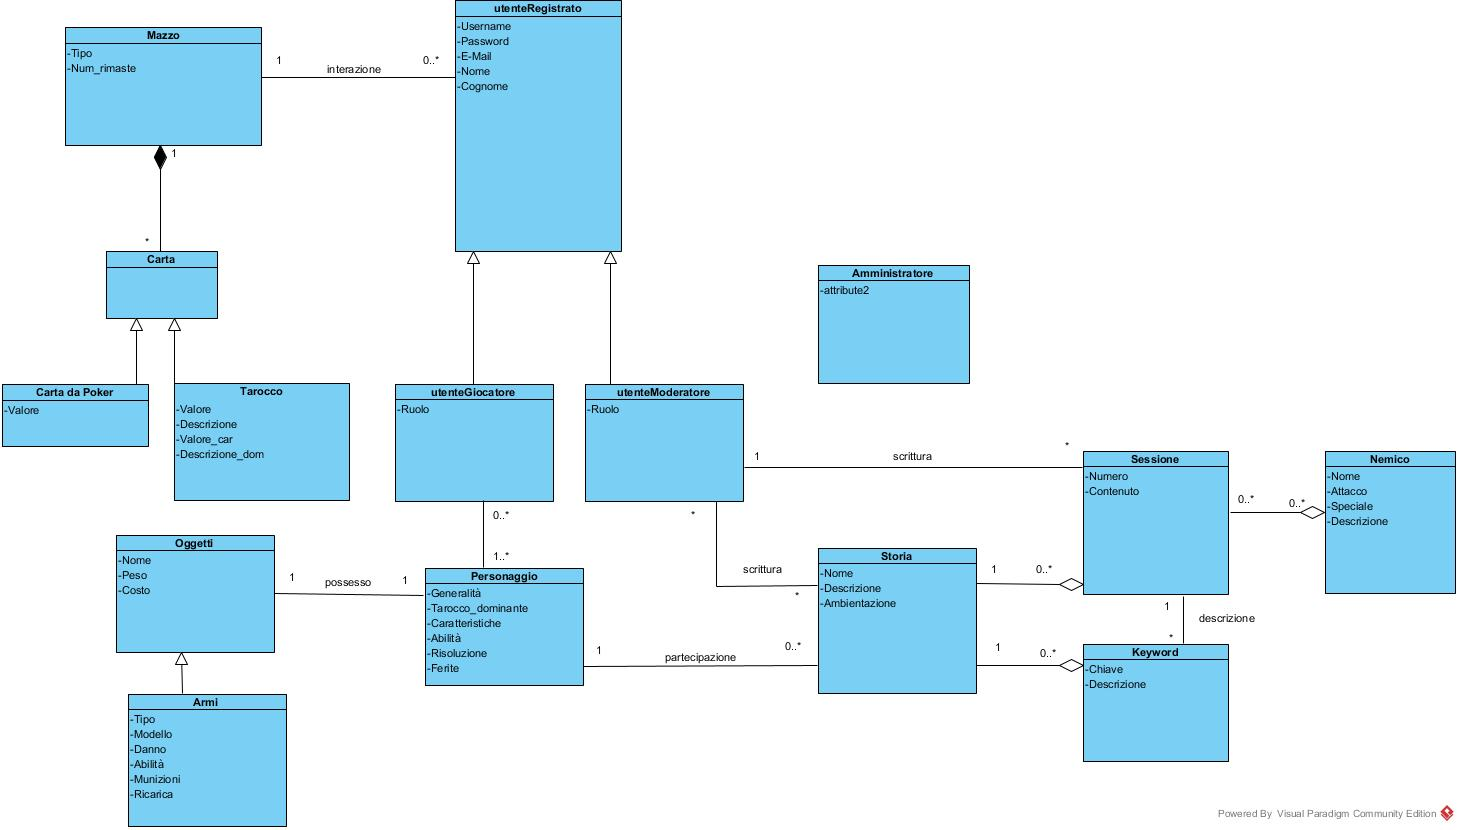 utenteRegistrato
-Username
-Password
-E-Mail
-Nome
-Cognome
Mazzo
-Tipo
-Num_rimaste
1
interazione
0..*
1
*
Carta
Carta da Poker
-Valore
Tarocco
-Valore
-Descrizione
-Valore_car
-Descrizione_dom
utenteGiocatore
-Ruolo
utenteModeratore
-Ruolo
Amministratore
-attribute2
1
scrittura
*
Sessione
-Numero
-Contenuto
0..*
0..*
Nemico
-Nome
-Attacco
-Speciale
-Descrizione
0..*
1..*
*
scrittura
*
Oggetti
-Nome
-Peso
-Costo
1
possesso
1
Personaggio
-Generalità
-Tarocco_dominante
-Caratteristiche
-Abilità
-Risoluzione
-Ferite
1
partecipazione
0..*
Storia
-Nome
-Descrizione
-Ambientazione
1
0..*
1
0..*
1
descrizione
*
Keyword
-Chiave
-Descrizione
Armi
-Tipo
-Modello
-Danno
-Abilità
-Munizioni
-Ricarica
Powered By Visual Paradigm Community Edition